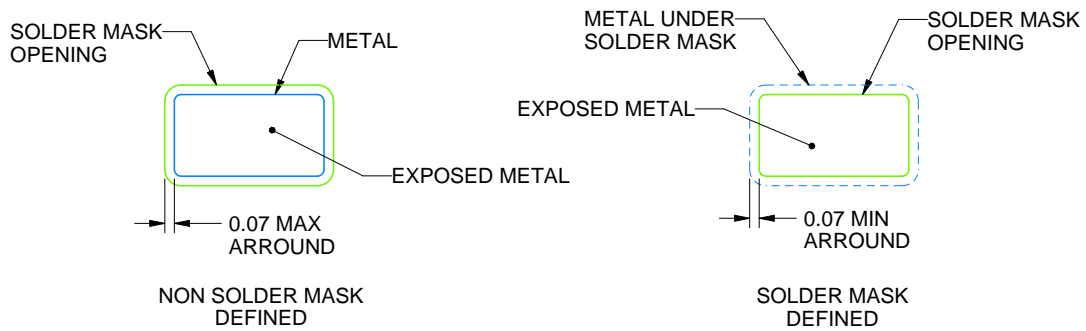 SOLDER MASK
OPENING
METAL
EXPOSED METAL
0.07 MAX
ARROUND
NON SOLDER MASK
DEFINED
METAL UNDER
SOLDER MASK
SOLDER MASK
OPENING
EXPOSED METAL
0.07 MIN
ARROUND
SOLDER MASK
DEFINED